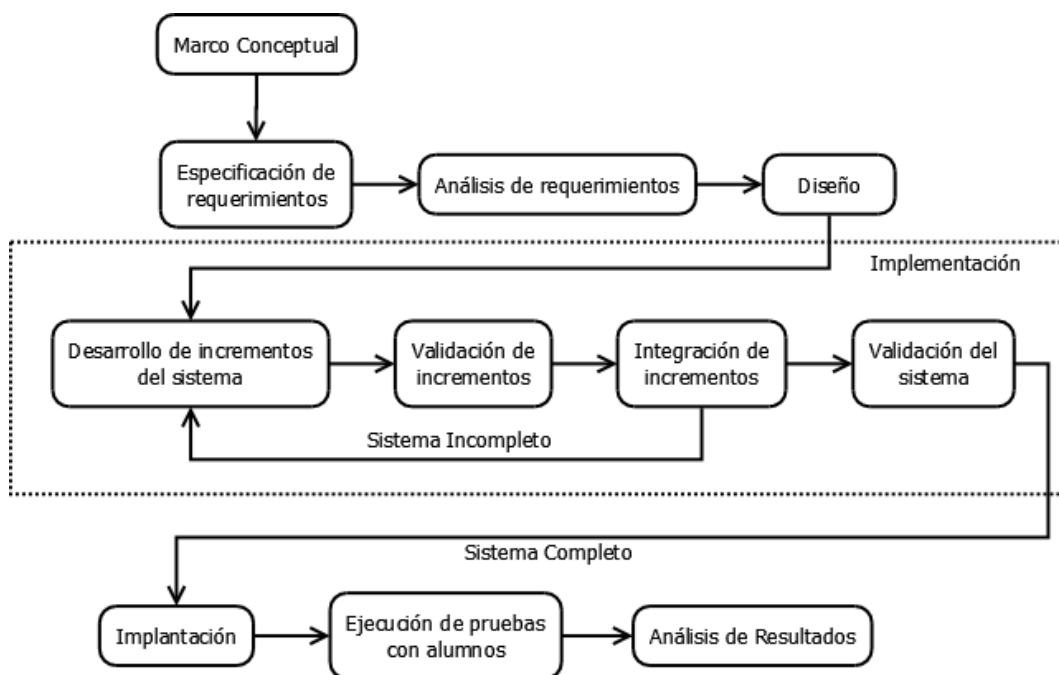 Marco Conceptual
Especificación de
requerimientos
Análisis de requerimientos
Diseño
Implementación
Desarrollo de incrementos
del sistema
Validación de
incrementos
Integración de
incrementos
Validación del
sistema
Sistema Incompleto
Sistema Completo
Implantación
Ejecución de pruebas
con alumnos
Análisis de Resultados